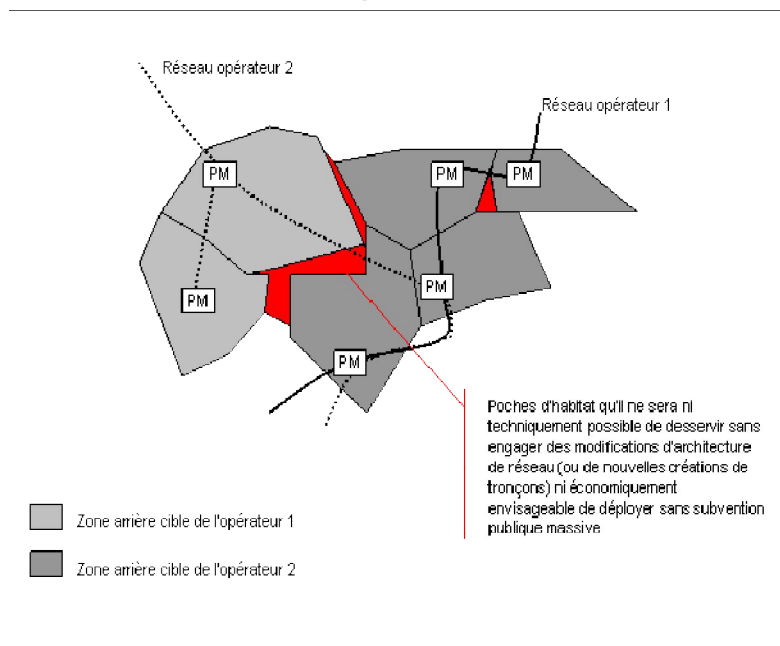 Réseau opérateur 2
Réseau opérateur 1
PM
PM
PM
PM
PM
PM
Poches d'habitat qu'il ne sera ni
techniquement possible de desservir sans
engager des modifications d'architecture
de réseau (ou de nouvelles créations de
tronçons) ni économiquement
envisageable de déployer sans subvention
publique massive
Zone arrière cible de l'opérateur 1
Zone arrière cible de l'opérateur 2